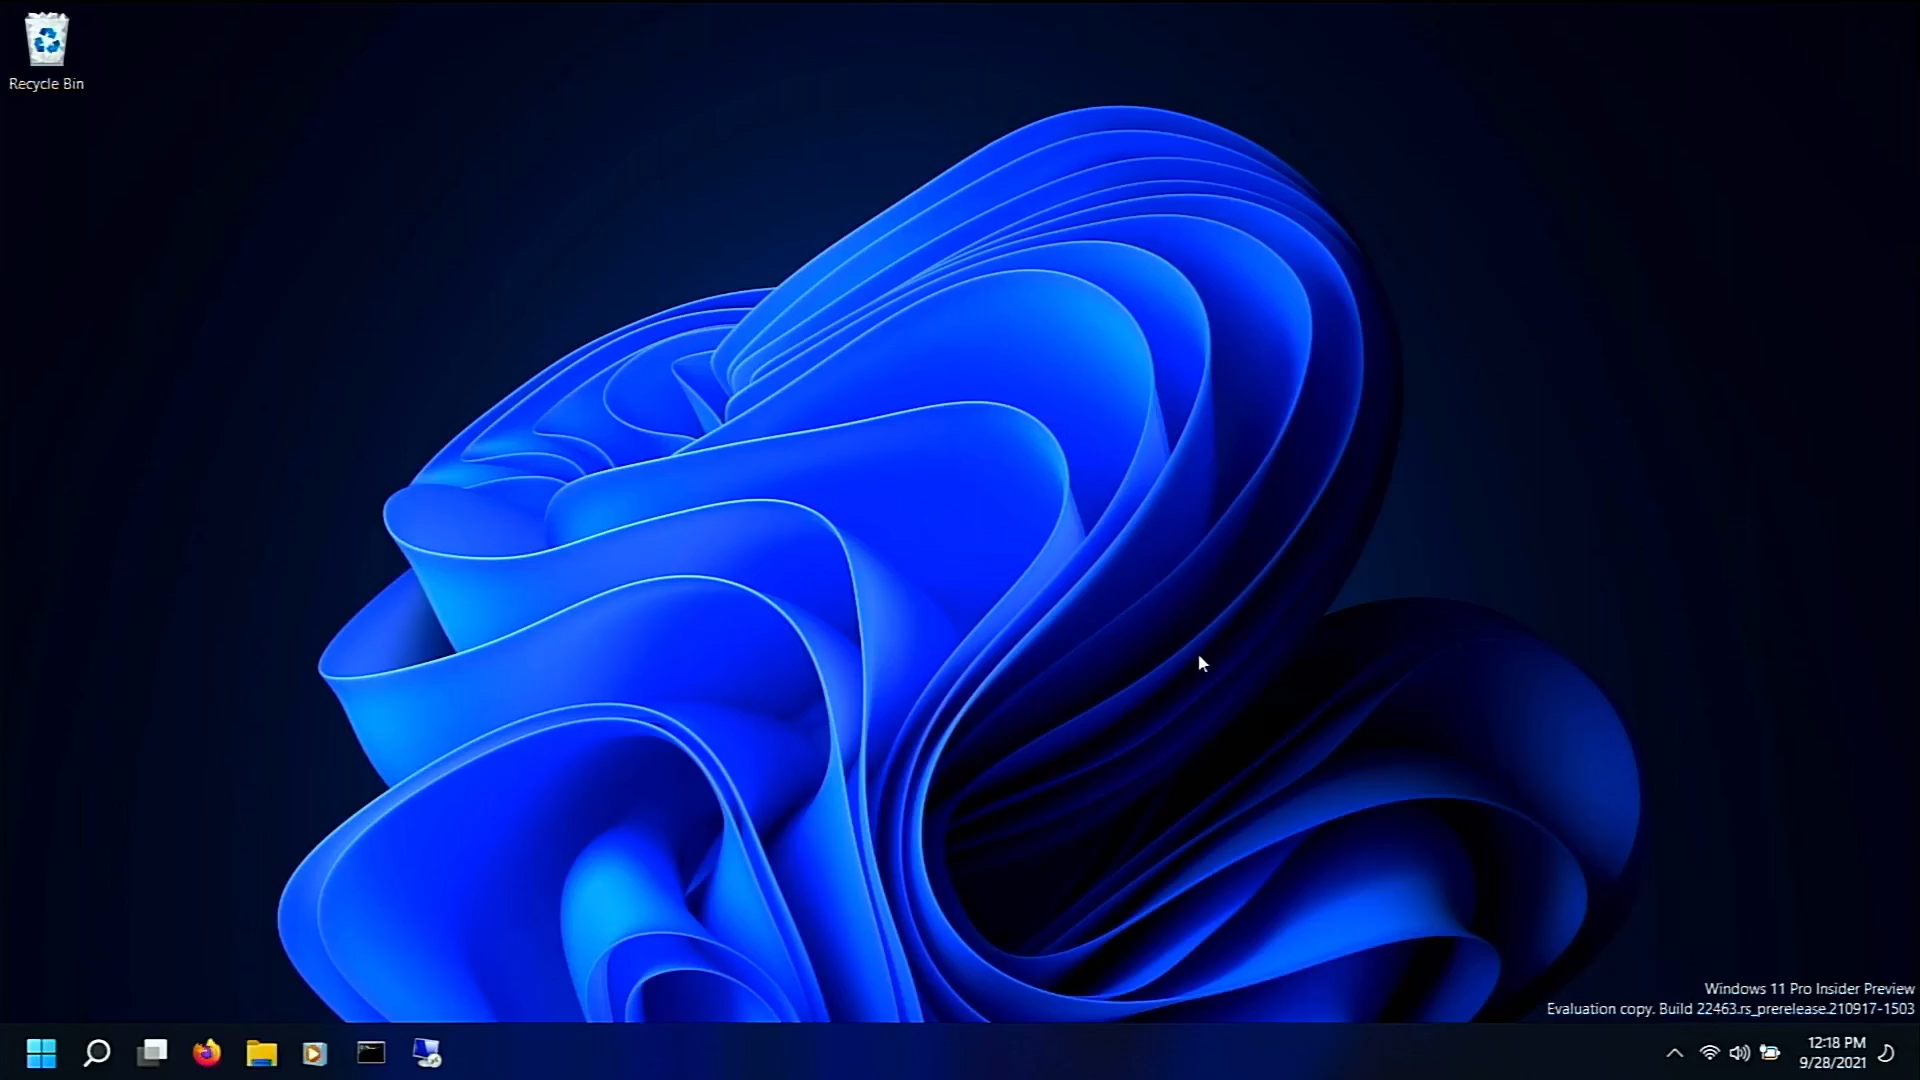 Recycle Bin
Windows 11 Pro Insider Preview
Evaluation copy. Build 22463.rs_prerelease.210917-1503
12:18 PM
9/28/2021